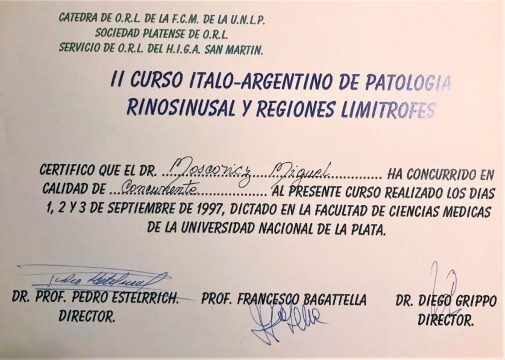 CATEDRA DE O.R.L. DE LA F.C.M. DE LA U.N.L.P.
SOCIEDAD PLATENSE DE O.R.L.
SERVICIO DE O.R.L. DEL H.I.G.A. SAN MARTIN.
II CURSO ITALO-ARGENTINO DE PATOLOGIA
RINOSINUSAL Y REGIONES LIMITROFES
CERTIFICO QUE EL DR. Moscovicz Miguel HA CONCURRIDO EN
CALIDAD DE Concurrente AL PRESENTE CURSO REALIZADO LOS DIAS
1, 2 Y 3 DE SEPTIEMBRE DE 1997, DICTADO EN LA FACULTAD DE CIENCIAS MEDICAS
DE LA UNIVERSIDAD NACIONAL DE LA PLATA.
DR. PROF. PEDRO ESTELRRICH. PROF. FRANCESCO BAGATTELLA DR. DIEGO GRIPPO
DIRECTOR. DIRECTOR.